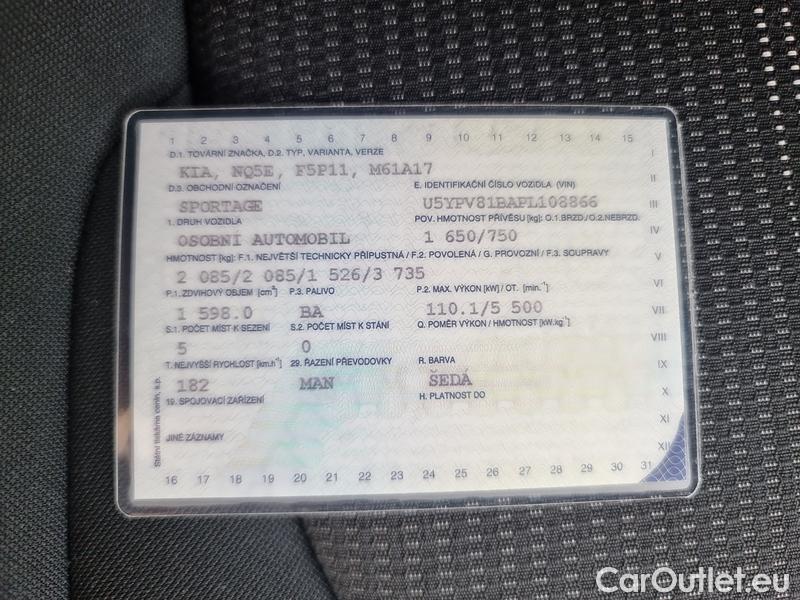 1 2 3 4 5 6 7 8 9 10 11 12 13 14 15
D.1. TOVÁRNÍ ZNAČKA, D.2. TYP, VARIANTA, VERZE I
KIA, NQ5E, F5P11, M61A17
D.3. OBCHODNÍ OZNAČENÍ E. IDENTIFIKAČNÍ ČÍSLO VOZIDLA (VIN) II
SPORTAGE U5YPV81BAPL108866 III
1. DRUH VOZIDLA POV. HMOTNOST PŘÍVĚSU [kg]: O.1.BRZD./O.2.NEBRZD.
OSOBNÍ AUTOMOBIL 1 650/750 IV
HMOTNOST [kg]: F.1. NEJVĚTŠÍ TECHNICKY PŘÍPUSTNÁ / F.2. POVOLENÁ / G. PROVOZNÍ / F.3. SOUPRAVY V
2 085/2 085/1 526/3 735
P.1. ZDVIHOVÝ OBJEM [cm³] P.3. PALIVO P.2. MAX. VÝKON [kW] / OT. [min.⁻¹] VI
1 598.0 BA 110.1/5 500 VII
S.1. POČET MÍST K SEZENÍ S.2. POČET MÍST K STÁNÍ Q. POMĚR VÝKON / HMOTNOST [kW.kg⁻¹]
5 0 VIII
T. NEJVYŠŠÍ RYCHLOST [km.h⁻¹] 29. ŘAZENÍ PŘEVODOVKY R. BARVA IX
182 MAN ŠEDÁ
19. SPOJOVACÍ ZAŘÍZENÍ H. PLATNOST DO X
XI
JINÉ ZÁZNAMY XII
Státní tiskárna cenin, s.p.
16 17 18 19 20 21 22 23 24 25 26 27 28 29 30 31
CarOutlet.eu